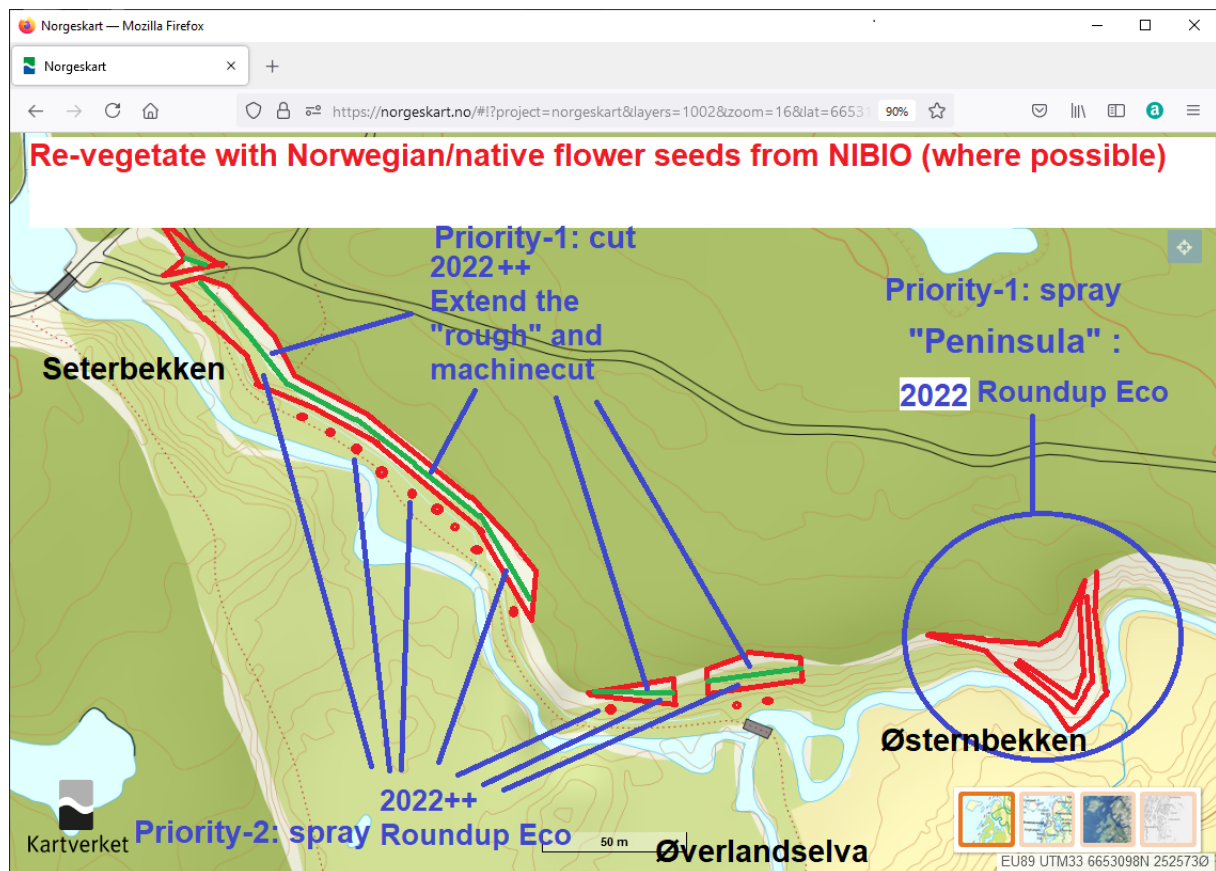 Norgeskart — Mozilla Firefox
Norgeskart
https://norgeskart.no/#!?project=norgeskart&layers=1002&zoom=16&lat=66531
90%
Re-vegetate with Norwegian/native flower seeds from NIBIO (where possible)
Priority-1: cut
2022++
Extend the
"rough" and
machinecut
Priority-1: spray
"Peninsula" :
2022 Roundup Eco
Seterbekken
Østernbekken
2022++
Priority-2: spray Roundup Eco
Kartverket
50 m
Øverlandselva
EU89 UTM33 6653098N 252573Ø